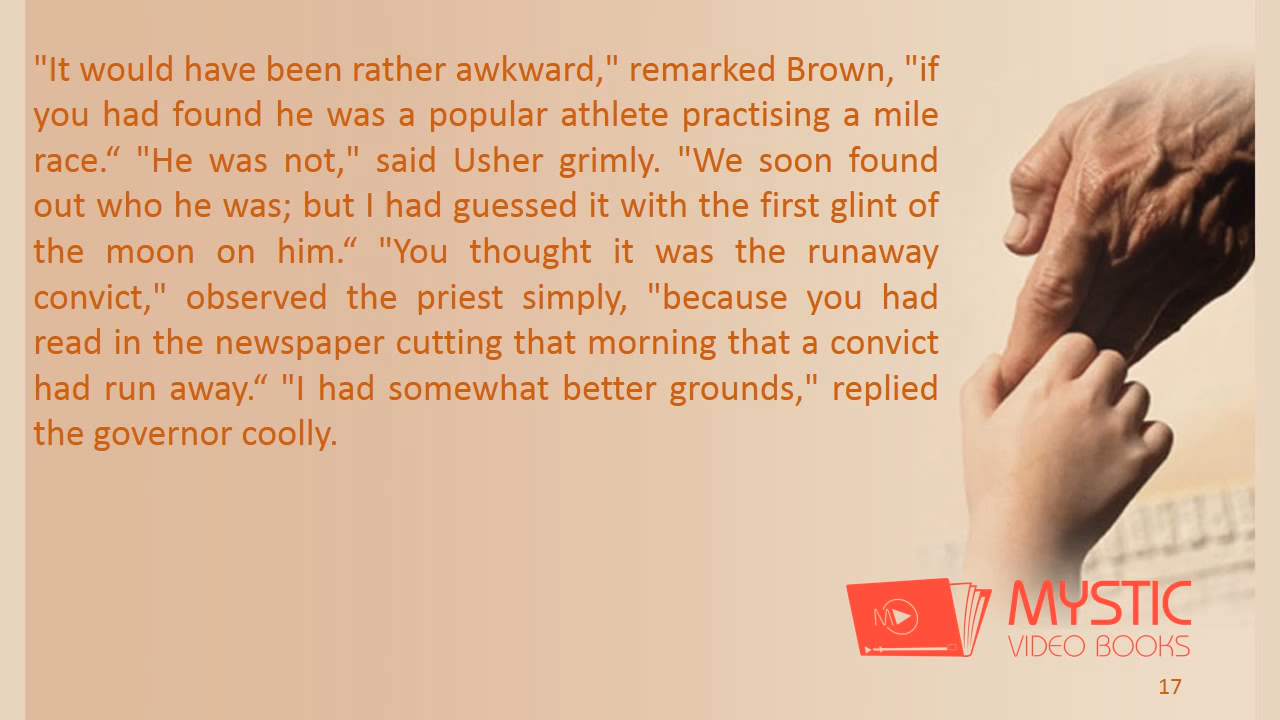 "It would have been rather awkward," remarked Brown, "if
you had found he was a popular athlete practising a mile
race.“ "He was not," said Usher grimly. "We soon found
out who he was; but I had guessed it with the first glint of
the moon on him.“ "You thought it was the runaway
convict," observed the priest simply, "because you had
read in the newspaper cutting that morning that a convict
had run away.“ "I had somewhat better grounds," replied
the governor coolly.
M
MYSTIC
VIDEO BOOKS
17